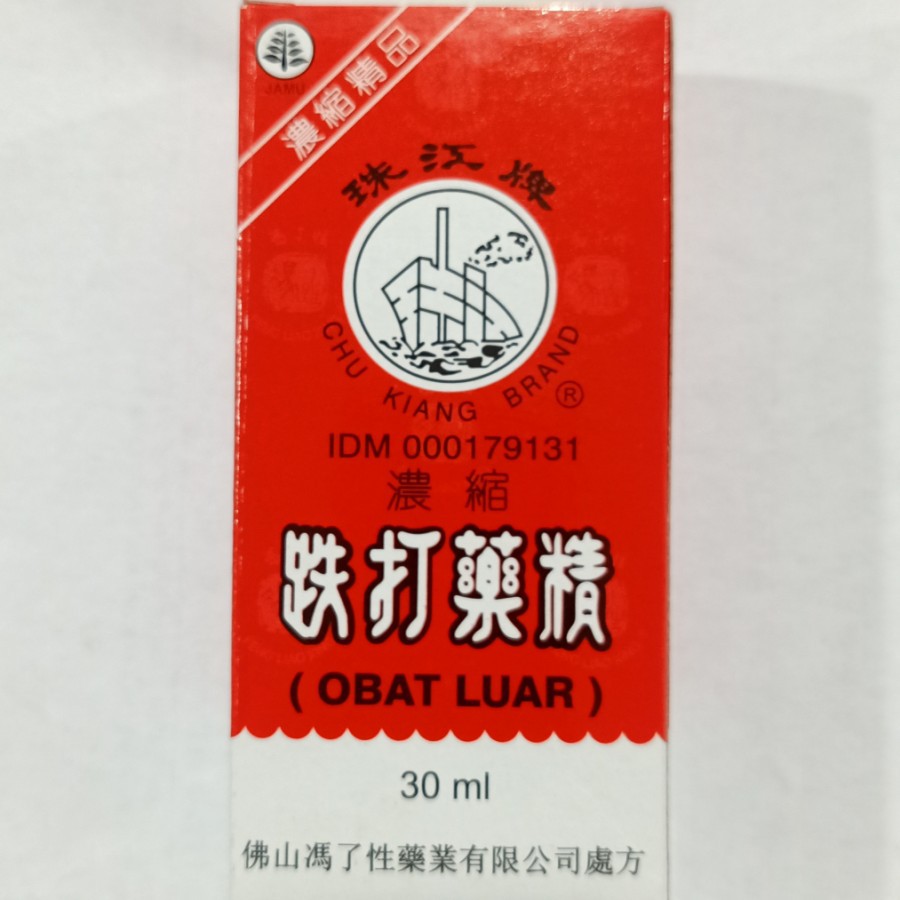 JAMU
濃縮精品
珠江牌
CHU KIANG BRAND ®
IDM 000179131
濃縮
跌打藥精
( OBAT LUAR )
30 ml
佛山馮了性藥業有限公司處方